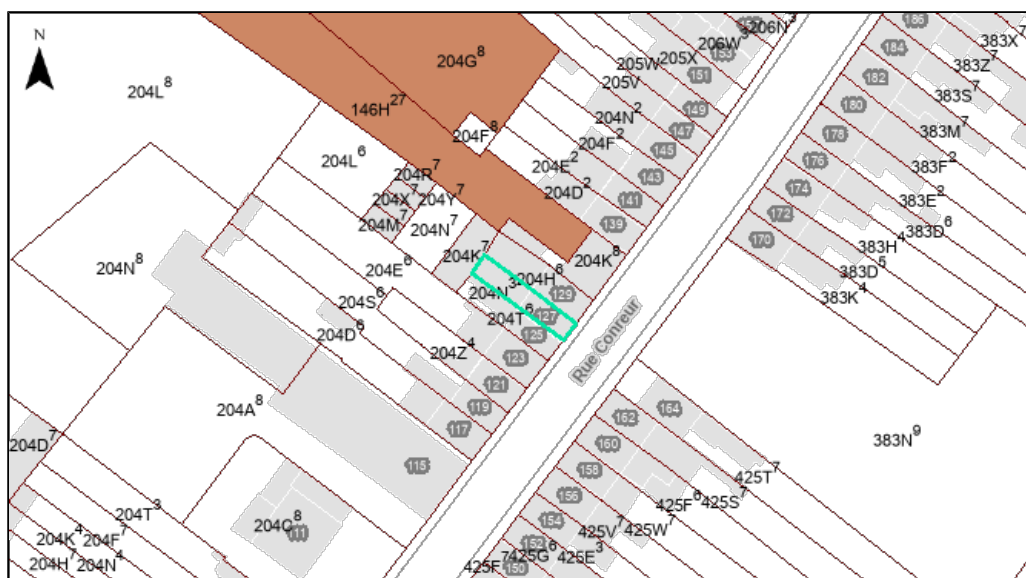 N
204G⁸
204L⁸
146H²⁷
204F⁸
204L⁶
204R⁷
204X⁷
204Y⁷
204M⁷
204N⁷
204K⁷
204E⁶
204N⁸
204S⁶
204D⁶
204Z⁴
204A⁸
204D⁷
204T³
204K⁴
204F⁷
204H⁷
204N⁴
204C⁸
111
115
117
119
121
123
125
127
129
204N³
204H⁶
204T⁶
204K⁸
139
141
143
145
147
149
151
153
204D²
204E²
204F²
204N²
205V
205W
205X
206W³
206N³
Rue Conreur
186
184
182
180
178
176
174
172
170
383X⁷
383Z⁷
383S⁷
383M⁷
383F²
383E²
383D⁶
383H⁴
383D⁵
383K⁴
383N⁹
164
162
160
158
156
154
152
150
425T⁷
425S⁷
425F⁶
425W⁷
425V⁷
425E³
425G⁶
425F⁷